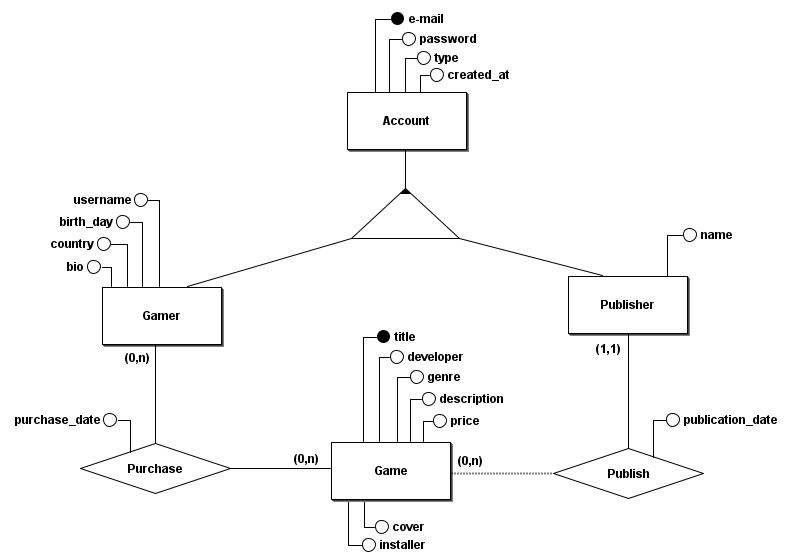 e-mail
password
type
created_at
Account
username
birth_day
country
bio
name
Gamer
Publisher
title
(0,n)
(1,1)
developer
genre
description
purchase_date
price
publication_date
Purchase
(0,n)
Game
(0,n)
Publish
cover
installer